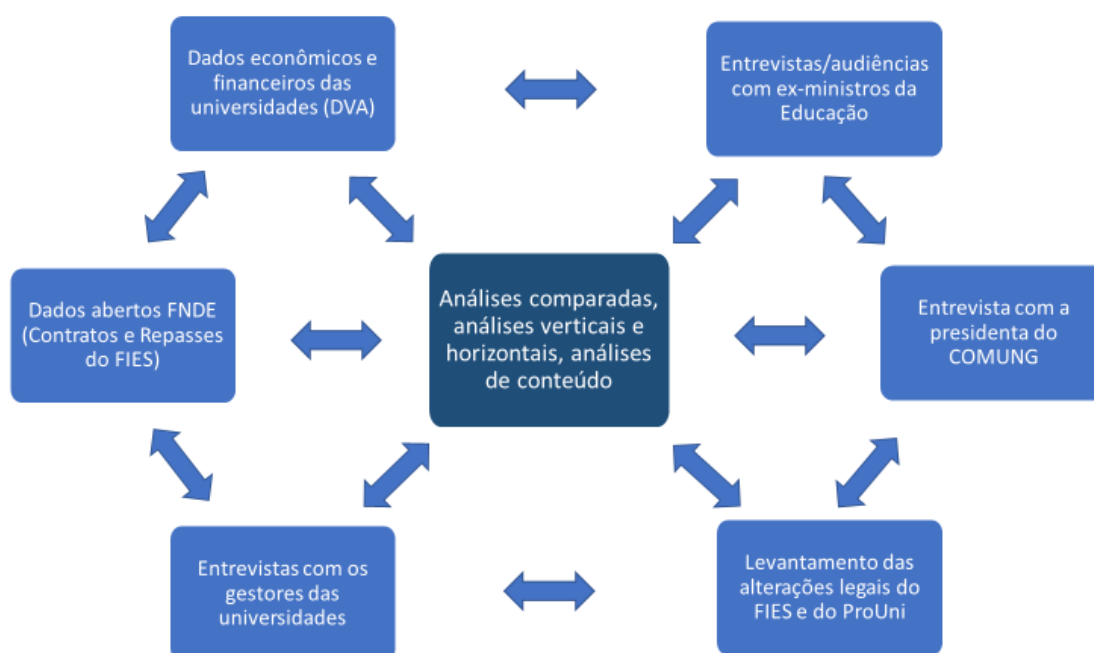 Dados econômicos e
financeiros das
universidades (DVA)
Entrevistas/audiências
com ex-ministros da
Educação
Dados abertos FNDE
(Contratos e Repasses
do FIES)
Análises comparadas,
análises verticais e
horizontais, análises
de conteúdo
Entrevista com a
presidenta do
COMUNG
Entrevistas com os
gestores das
universidades
Levantamento das
alterações legais do
FIES e do ProUni